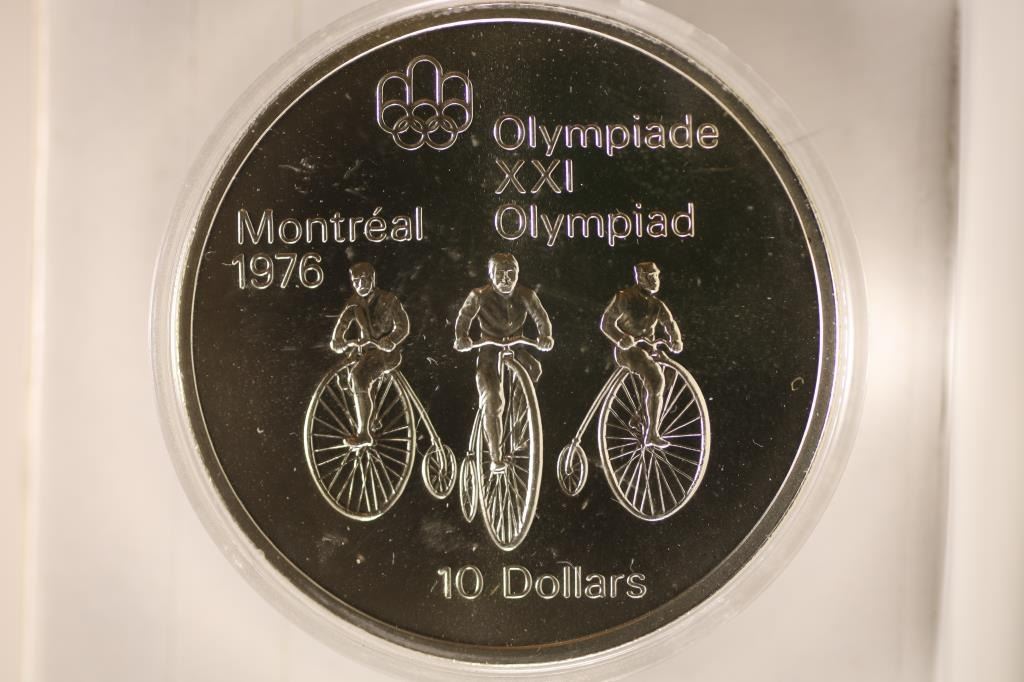 Olympiade
XXI
Olympiad
Montréal
1976
10 Dollars